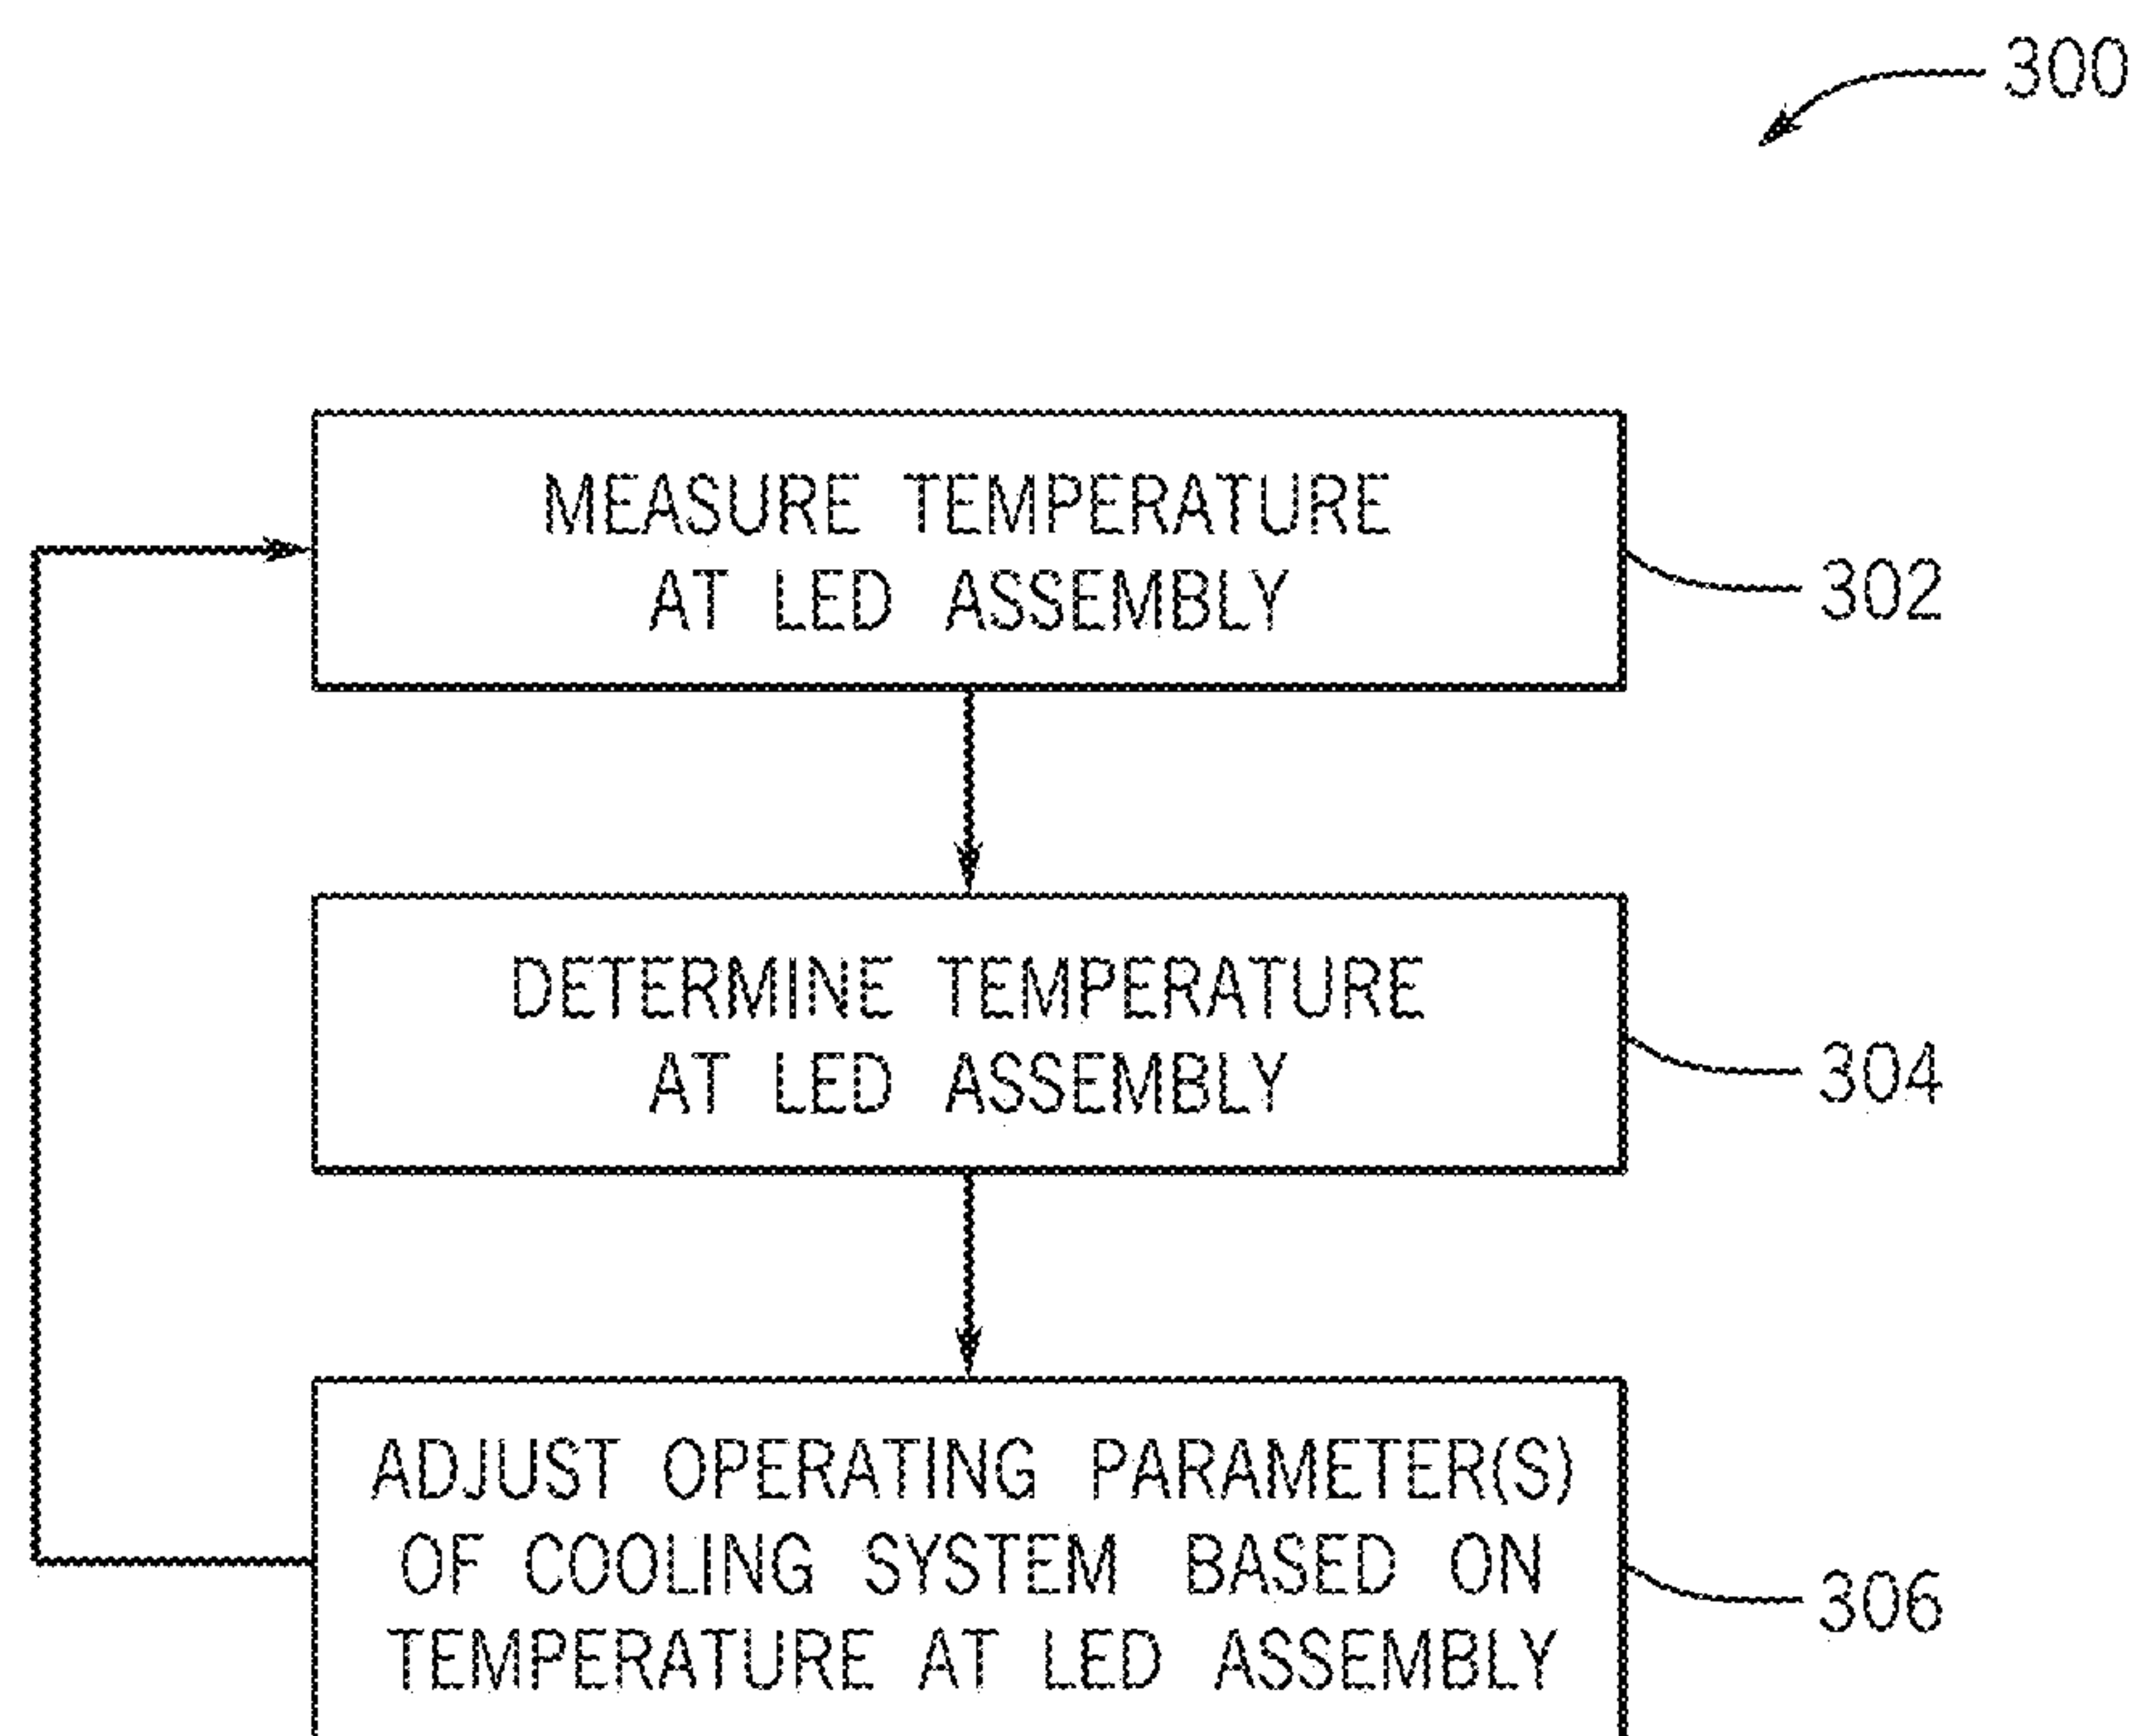 300
MEASURE TEMPERATURE
AT LED ASSEMBLY
302
DETERMINE TEMPERATURE
AT LED ASSEMBLY
304
ADJUST OPERATING PARAMETER(S)
OF COOLING SYSTEM BASED ON
TEMPERATURE AT LED ASSEMBLY
306